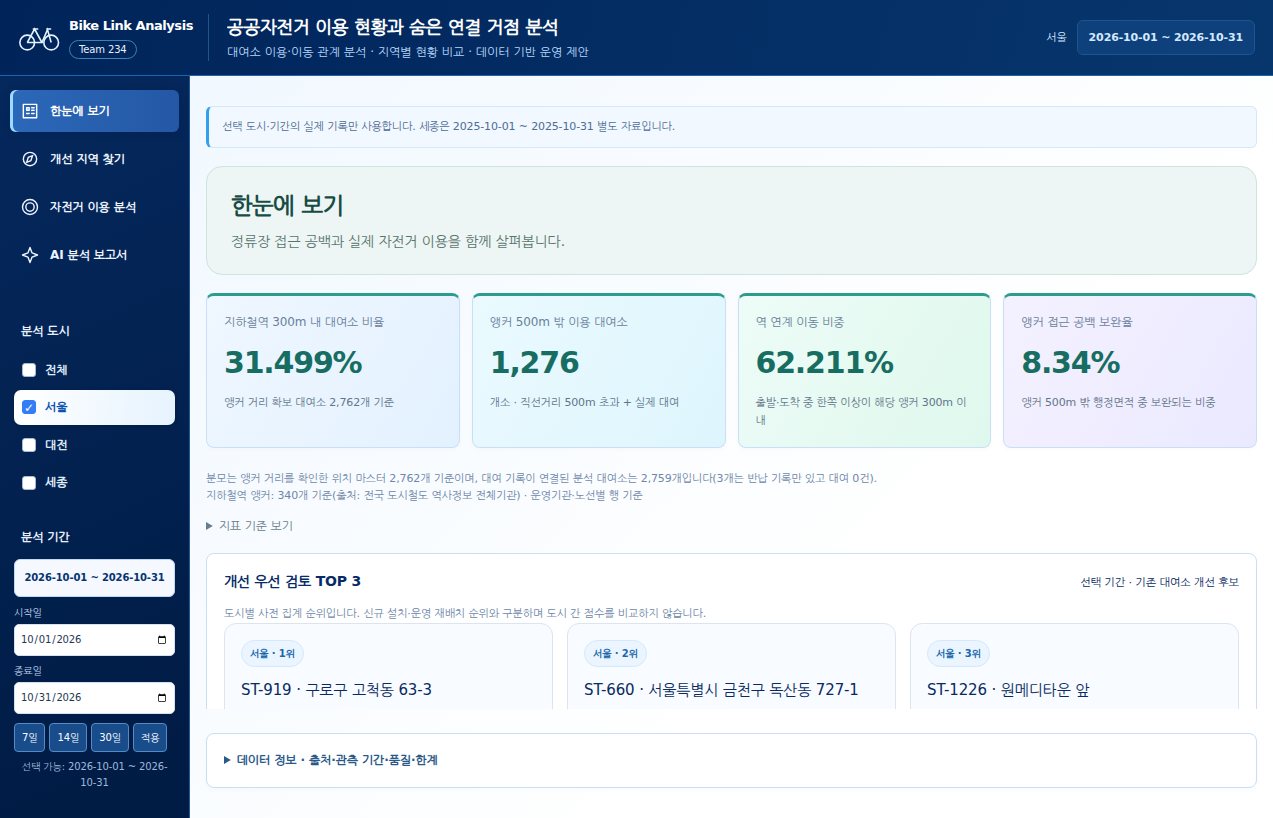 Bike Link Analysis
Team 234
공공자전거 이용 현황과 숨은 연결 거점 분석
대여소 이용·이동 관계 분석 · 지역별 현황 비교 · 데이터 기반 운영 제안
서울
2026-10-01 ~ 2026-10-31
한눈에 보기
개선 지역 찾기
자전거 이용 분석
AI 분석 보고서
분석 도시
전체
서울
대전
세종
분석 기간
2026-10-01 ~ 2026-10-31
시작일
10/01/2026
종료일
10/31/2026
7일 14일 30일 적용
선택 가능: 2026-10-01 ~ 2026-
10-31
선택 도시·기간의 실제 기록만 사용합니다. 세종은 2025-10-01 ~ 2025-10-31 별도 자료입니다.
한눈에 보기
정류장 접근 공백과 실제 자전거 이용을 함께 살펴봅니다.
지하철역 300m 내 대여소 비율
31.499%
앵커 거리 확보 대여소 2,762개 기준
앵커 500m 밖 이용 대여소
1,276
개소 · 직선거리 500m 초과 + 실제 대여
역 연계 이동 비중
62.211%
출발·도착 중 한쪽 이상이 해당 앵커 300m 이
내
앵커 접근 공백 보완율
8.34%
앵커 500m 밖 행정면적 중 보완되는 비중
분모는 앵커 거리를 확인한 위치 마스터 2,762개 기준이며, 대여 기록이 연결된 분석 대여소는 2,759개입니다(3개는 반납 기록만 있고 대여 0건).
지하철역 앵커: 340개 기준(출처: 전국 도시철도 역사정보 전체기관) · 운영기관·노선별 행 기준
▶ 지표 기준 보기
개선 우선 검토 TOP 3
선택 기간 · 기존 대여소 개선 후보
도시별 사전 집계 순위입니다. 신규 설치·운영 재배치 순위와 구분하며 도시 간 점수를 비교하지 않습니다.
서울 · 1위
ST-919 · 구로구 고척동 63-3
서울 · 2위
ST-660 · 서울특별시 금천구 독산동 727-1
서울 · 3위
ST-1226 · 원메디타운 앞
▶ 데이터 정보 · 출처·관측 기간·품질·한계